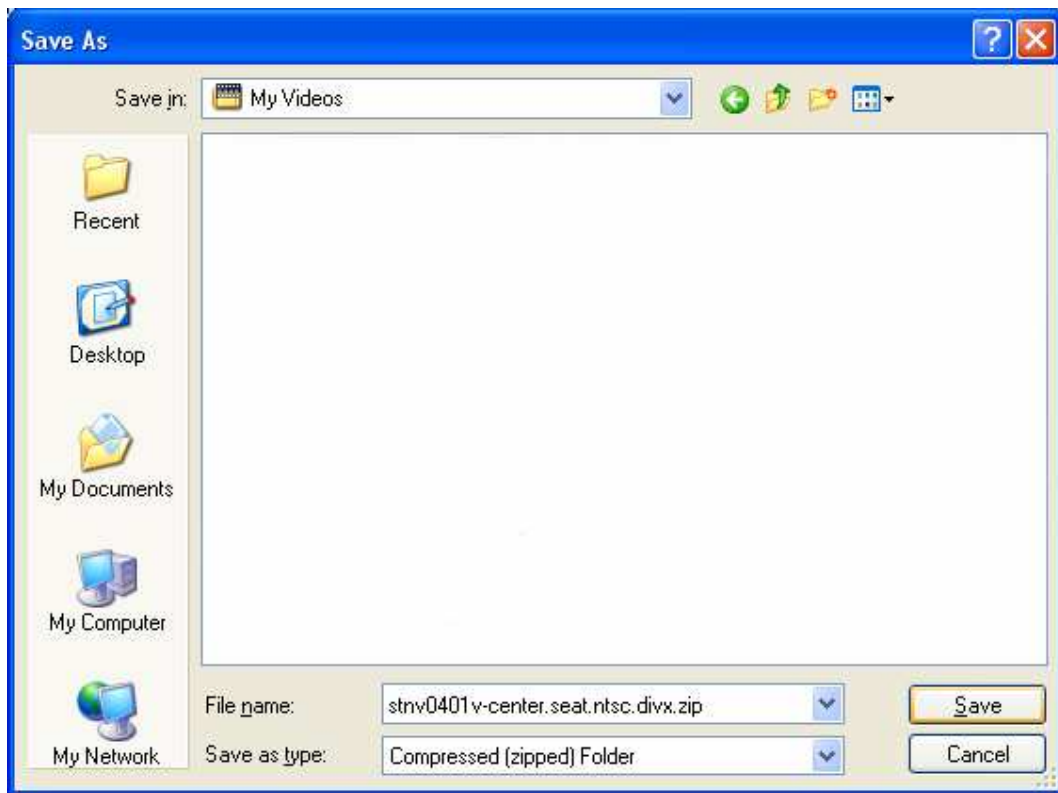 Save As
Save in: My Videos
Recent
Desktop
My Documents
My Computer
My Network
File name: stnv0401v-center.seat.ntsc.divx.zip Save
Save as type: Compressed (zipped) Folder Cancel